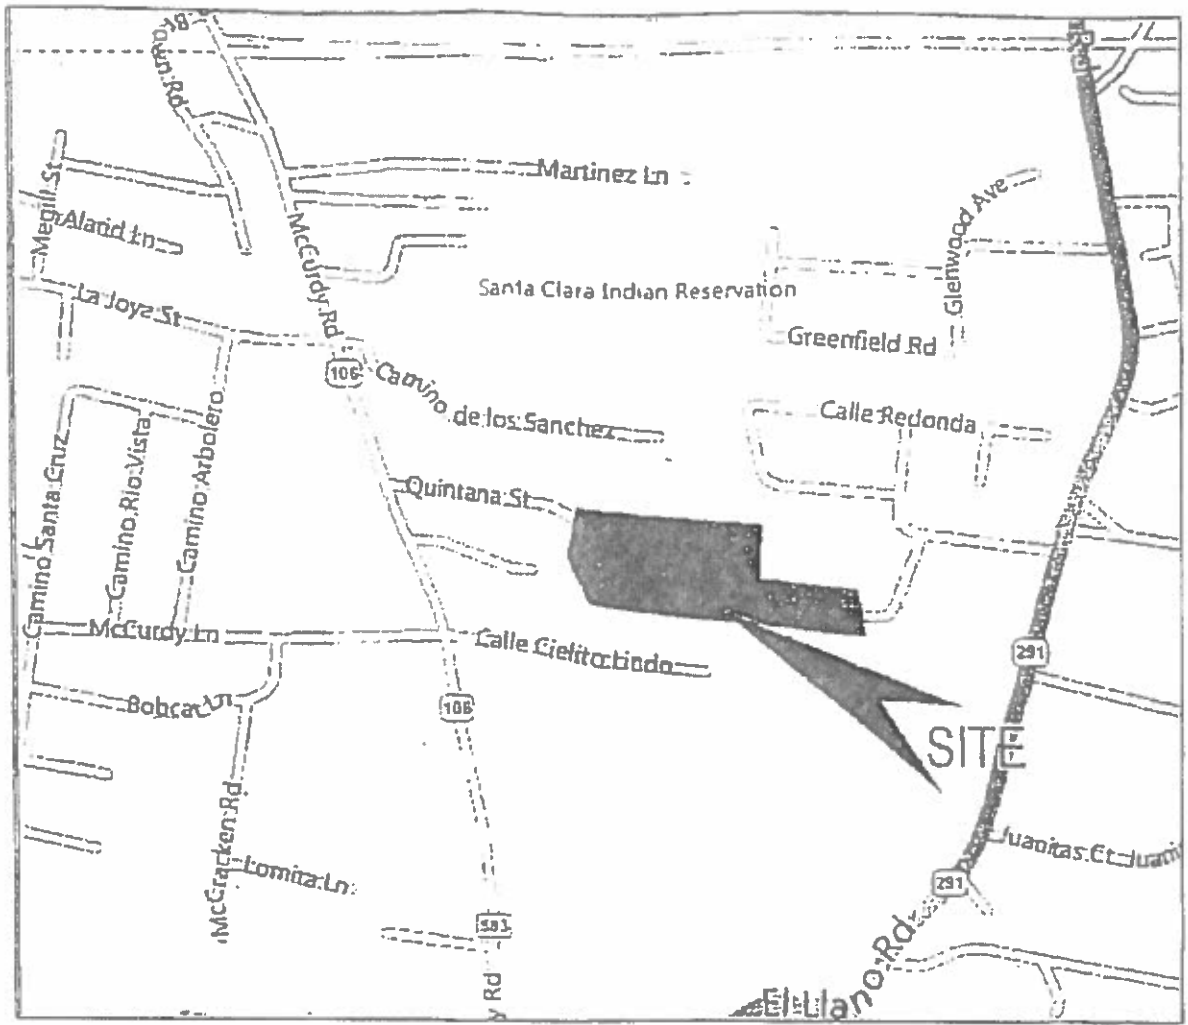 Martinez Ln
Glenwood Ave
Merrill St
Alarid Ln
McCurdy Rd
Santa Clara Indian Reservation
La Joya St
Greenfield Rd
106
Camino de los Sanchez
Calle Redonda
Camino Santa Cruz
Camino Rio Vista
Camino Arbolero
Quintana St
McCurdy Ln
Calle Cielito Lindo
291
Bobcat Ln
106
SITE
McCracken Rd
Lomita Ln
Juanitas Ct
291
583
El Llano Rd